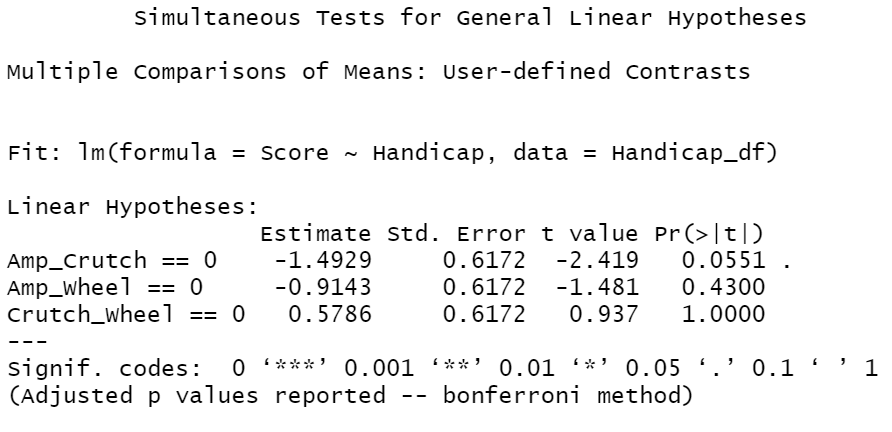 Simultaneous Tests for General Linear Hypotheses
Multiple Comparisons of Means: User-defined Contrasts
Fit: lm(formula = Score ~ Handicap, data = Handicap_df)
Linear Hypotheses:
Estimate Std. Error t value Pr(>|t|)
Amp_Crutch == 0 -1.4929 0.6172 -2.419 0.0551 .
Amp_Wheel == 0 -0.9143 0.6172 -1.481 0.4300
Crutch_Wheel == 0 0.5786 0.6172 0.937 1.0000
---
Signif. codes: 0 ‘***’ 0.001 ‘**’ 0.01 ‘*’ 0.05 ‘.’ 0.1 ‘ ’ 1
(Adjusted p values reported -- bonferroni method)